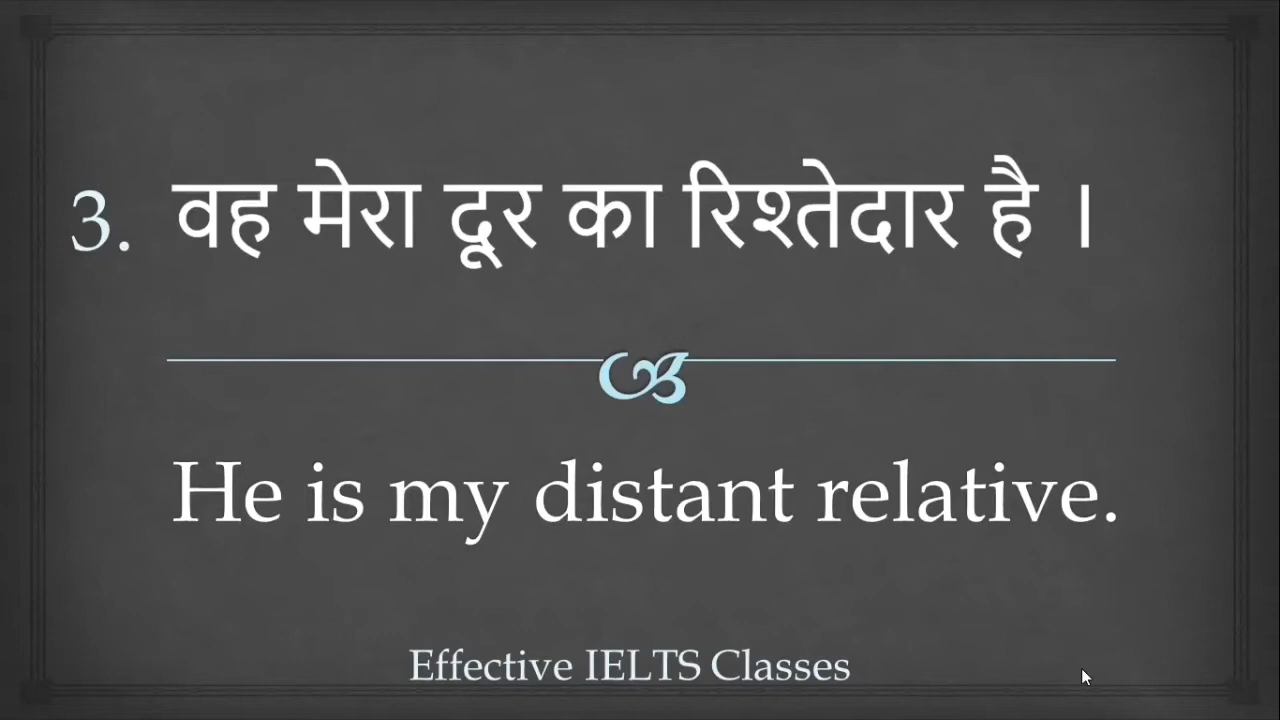 3. वह मेरा दूर का रिश्तेदार है ।
He is my distant relative.
Effective IELTS Classes